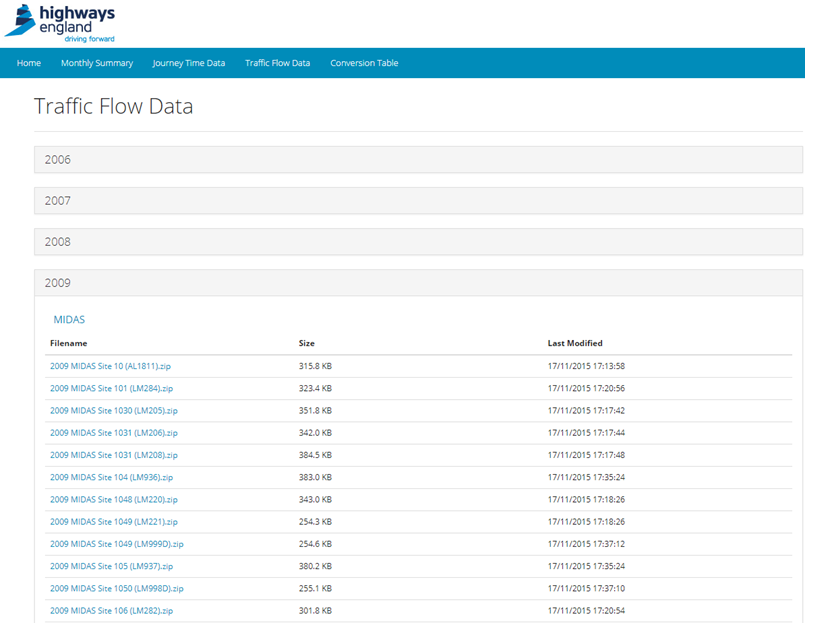 highways
england
driving forward
Home Monthly Summary Journey Time Data Traffic Flow Data Conversion Table
Traffic Flow Data
2006
2007
2008
2009
MIDAS
Filename Size Last Modified
2009 MIDAS Site 10 (AL1811).zip 315.8 KB 17/11/2015 17:13:58
2009 MIDAS Site 101 (LM284).zip 323.4 KB 17/11/2015 17:20:56
2009 MIDAS Site 1030 (LM205).zip 351.8 KB 17/11/2015 17:17:42
2009 MIDAS Site 1031 (LM206).zip 342.0 KB 17/11/2015 17:17:44
2009 MIDAS Site 1031 (LM208).zip 384.5 KB 17/11/2015 17:17:48
2009 MIDAS Site 104 (LM936).zip 383.0 KB 17/11/2015 17:35:24
2009 MIDAS Site 1048 (LM220).zip 343.0 KB 17/11/2015 17:18:26
2009 MIDAS Site 1049 (LM221).zip 254.3 KB 17/11/2015 17:18:26
2009 MIDAS Site 1049 (LM999D).zip 254.6 KB 17/11/2015 17:37:12
2009 MIDAS Site 105 (LM937).zip 380.2 KB 17/11/2015 17:35:24
2009 MIDAS Site 1050 (LM998D).zip 255.1 KB 17/11/2015 17:37:10
2009 MIDAS Site 106 (LM282).zip 301.8 KB 17/11/2015 17:20:54